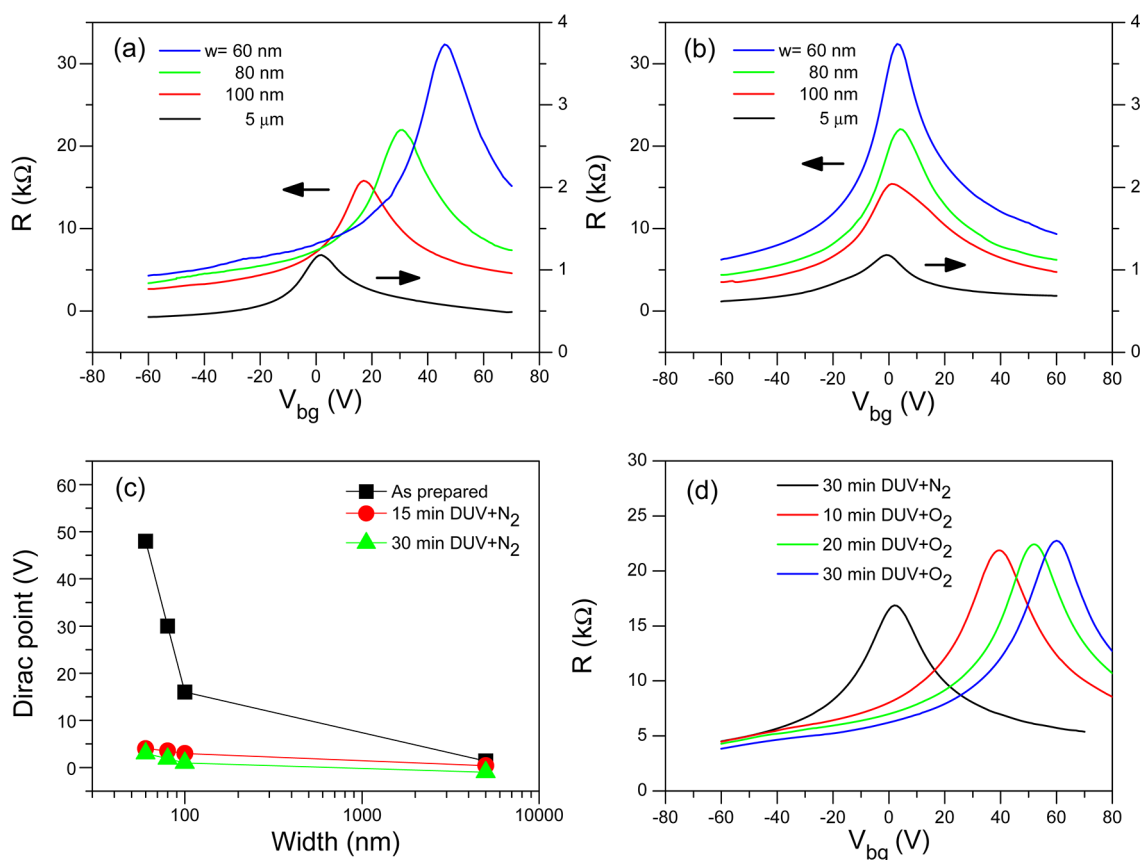 (a)
w= 60 nm
80 nm
100 nm
5 μm
R (kΩ)
30
20
10
0
4
3
2
1
0
-80 -60 -40 -20 0 20 40 60 80
V_bg (V)
(b)
w= 60 nm
80 nm
100 nm
5 μm
R (kΩ)
30
20
10
0
4
3
2
1
0
-80 -60 -40 -20 0 20 40 60 80
V_bg (V)
(c)
As prepared
15 min DUV+N₂
30 min DUV+N₂
Dirac point (V)
60
50
40
30
20
10
0
100 1000 10000
Width (nm)
(d)
30 min DUV+N₂
10 min DUV+O₂
20 min DUV+O₂
30 min DUV+O₂
R (kΩ)
30
25
20
15
10
5
0
-80 -60 -40 -20 0 20 40 60 80
V_bg (V)